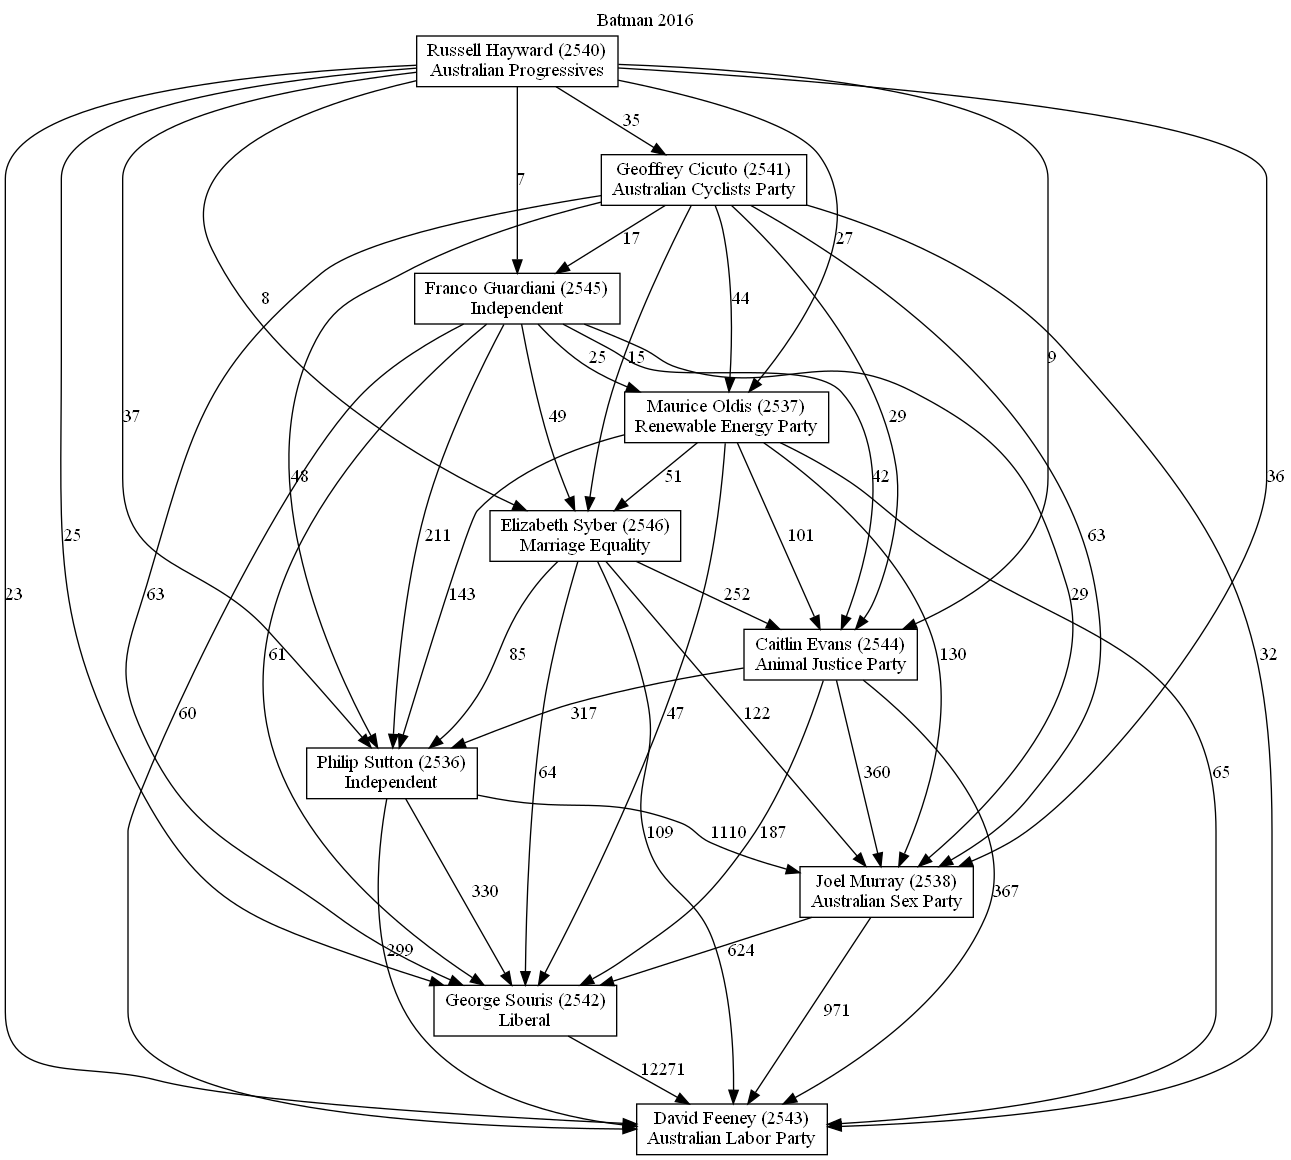 Batman 2016
Russell Hayward (2540)
Australian Progressives
35
Geoffrey Cicuto (2541)
Australian Cyclists Party
7
17
27
Franco Guardiani (2545)
Independent
8
44
25
15
9
Maurice Oldis (2537)
Renewable Energy Party
37
49
29
48
51
42
36
Elizabeth Syber (2546)
Marriage Equality
25
211
101
63
23
63
143
252
29
Caitlin Evans (2544)
Animal Justice Party
61
85
130
32
60
317
47
122
Philip Sutton (2536)
Independent
64
360
65
109
1110
187
Joel Murray (2538)
Australian Sex Party
330
367
299
624
George Souris (2542)
Liberal
971
12271
David Feeney (2543)
Australian Labor Party